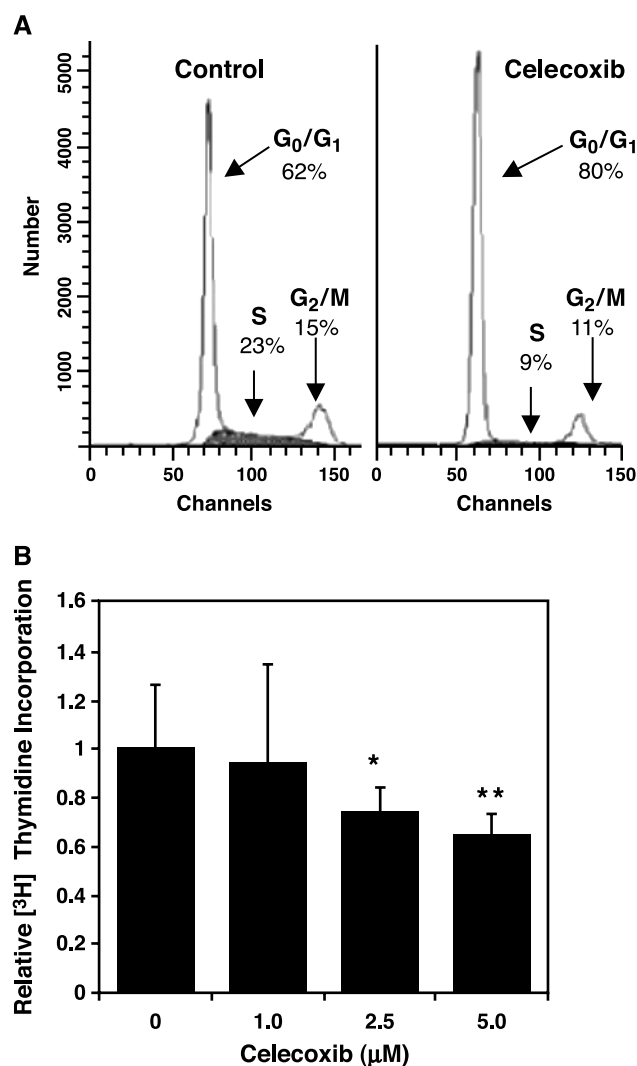 A
Control
Celecoxib
5000
4000
3000
2000
1000
Number
G₀/G₁
62%
S
23%
G₂/M
15%
G₀/G₁
80%
S
9%
G₂/M
11%
0 50 100 150
Channels
0 50 100 150
Channels
B
1.6
1.4
1.2
1
0.8
0.6
0.4
0.2
0
Relative [³H] Thymidine Incorporation
*
**
0 1.0 2.5 5.0
Celecoxib (μM)